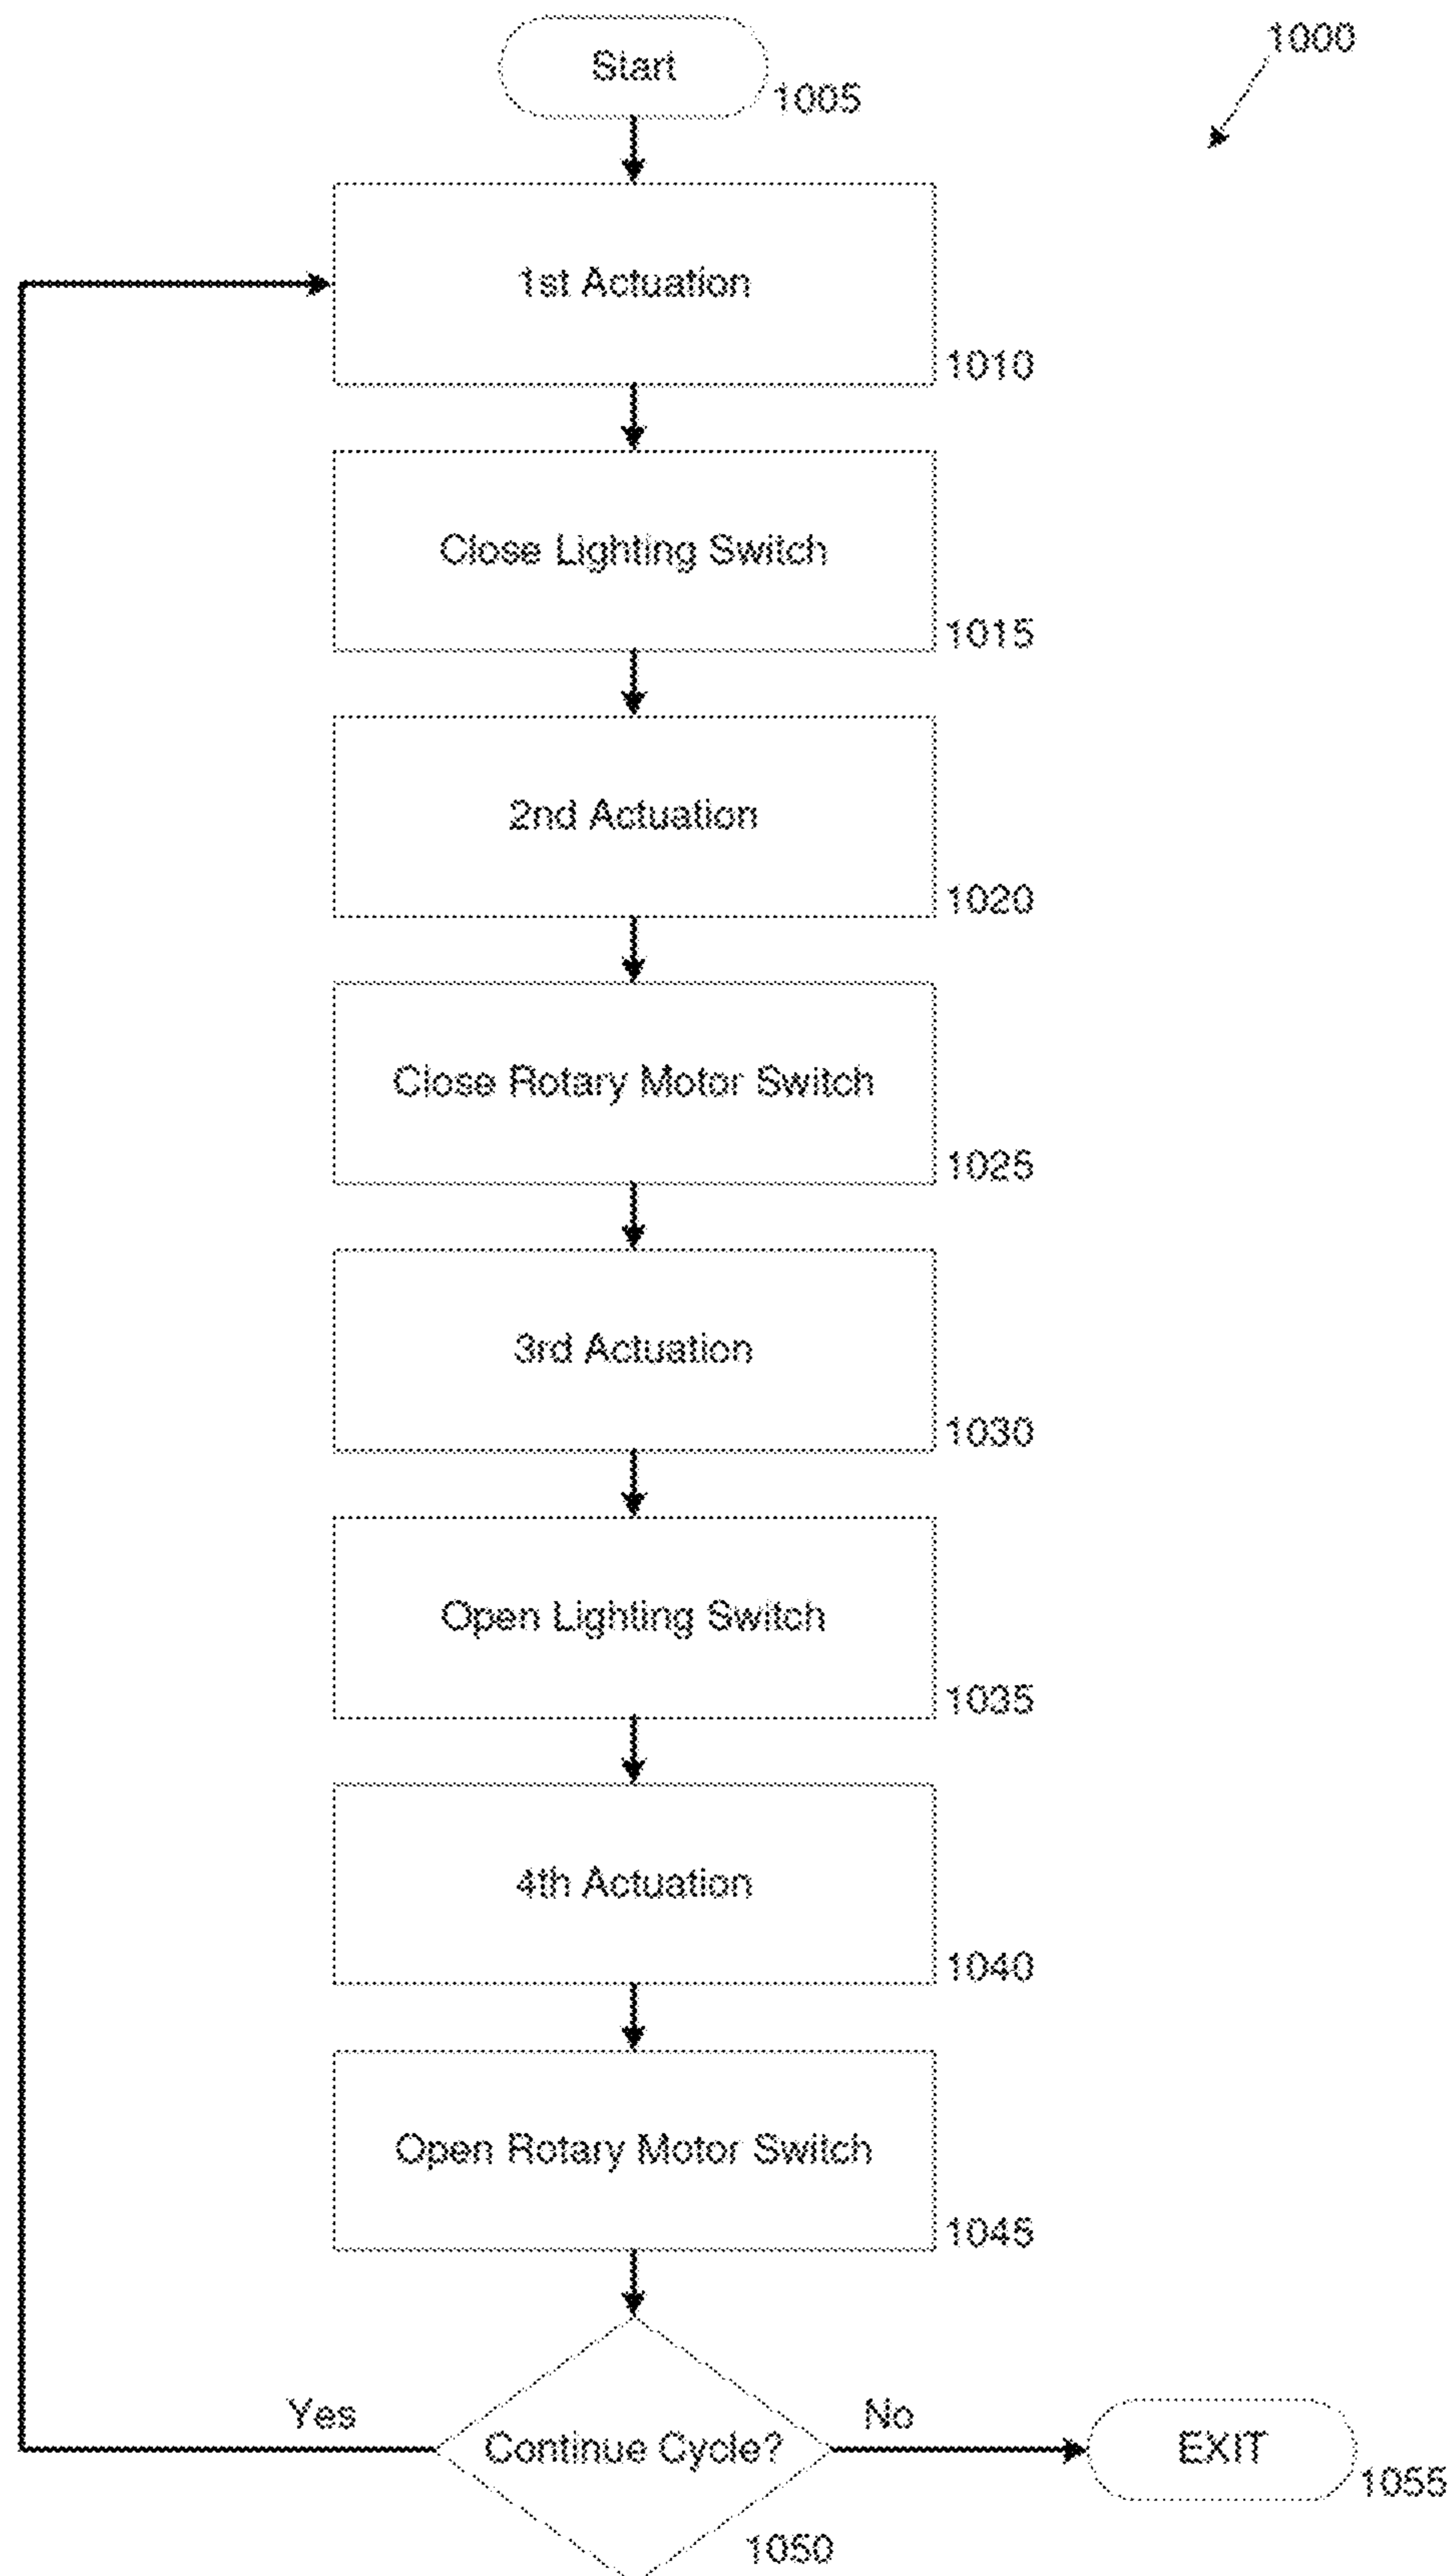 1000
Start
1005
1st Actuation
1010
Close Lighting Switch
1015
2nd Actuation
1020
Close Rotary Motor Switch
1025
3rd Actuation
1030
Open Lighting Switch
1035
4th Actuation
1040
Open Rotary Motor Switch
1045
Yes
Continue Cycle?
No
EXIT
1050
1055